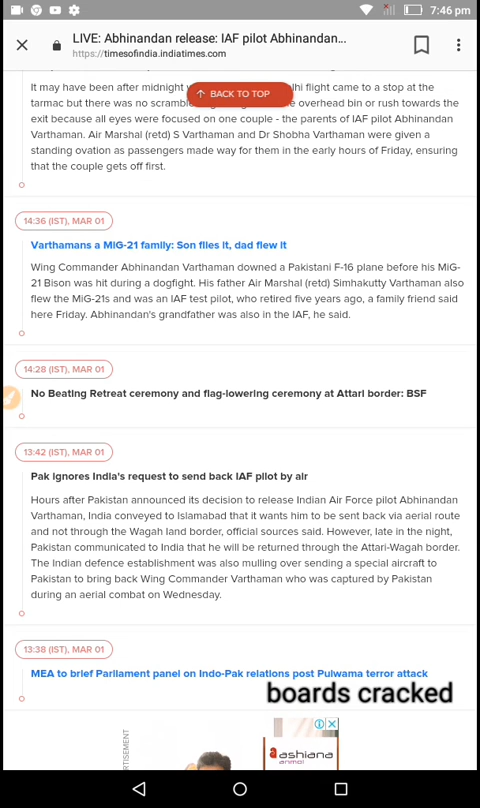 7:46 pm
LIVE: Abhinandan release: IAF pilot Abhinandan...
https://timesofindia.indiatimes.com
It may have been after midnight
lhi flight came to a stop at the
BACK TO TOP
tarmac but there was no
overhead bin or rush towards the
exit because all eyes were focused on one couple - the parents of IAF pilot Abhinandan
Varthaman. Air Marshal (retd) S Varthaman and Dr Shobha Varthaman were given a
standing ovation as passengers made way for them in the early hours of Friday, ensuring
that the couple gets off first.
14:36 (IST), MAR 01
Varthamans a MiG-21 family: Son flies it, dad flew it
Wing Commander Abhinandan Varthaman downed a Pakistani F-16 plane before his MiG-
21 Bison was hit during a dogfight. His father Air Marshal (retd) Simhakutty Varthaman also
flew the MiG-21s and was an IAF test pilot, who retired five years ago, a family friend said
here Friday. Abhinandan's grandfather was also in the IAF, he said.
14:28 (IST), MAR 01
No Beating Retreat ceremony and flag-lowering ceremony at Attari border: BSF
13:42 (IST), MAR 01
Pak ignores India's request to send back IAF pilot by air
Hours after Pakistan announced its decision to release Indian Air Force pilot Abhinandan
Varthaman, India conveyed to Islamabad that it wants him to be sent back via aerial route
and not through the Wagah land border, official sources said. However, late in the night,
Pakistan communicated to India that he will be returned through the Attari-Wagah border.
The Indian defence establishment was also mulling over sending a special aircraft to
Pakistan to bring back Wing Commander Varthaman who was captured by Pakistan
during an aerial combat on Wednesday.
13:38 (IST), MAR 01
MEA to brief Parliament panel on Indo-Pak relations post Pulwama terror attack
boards cracked
ashiana
anmol